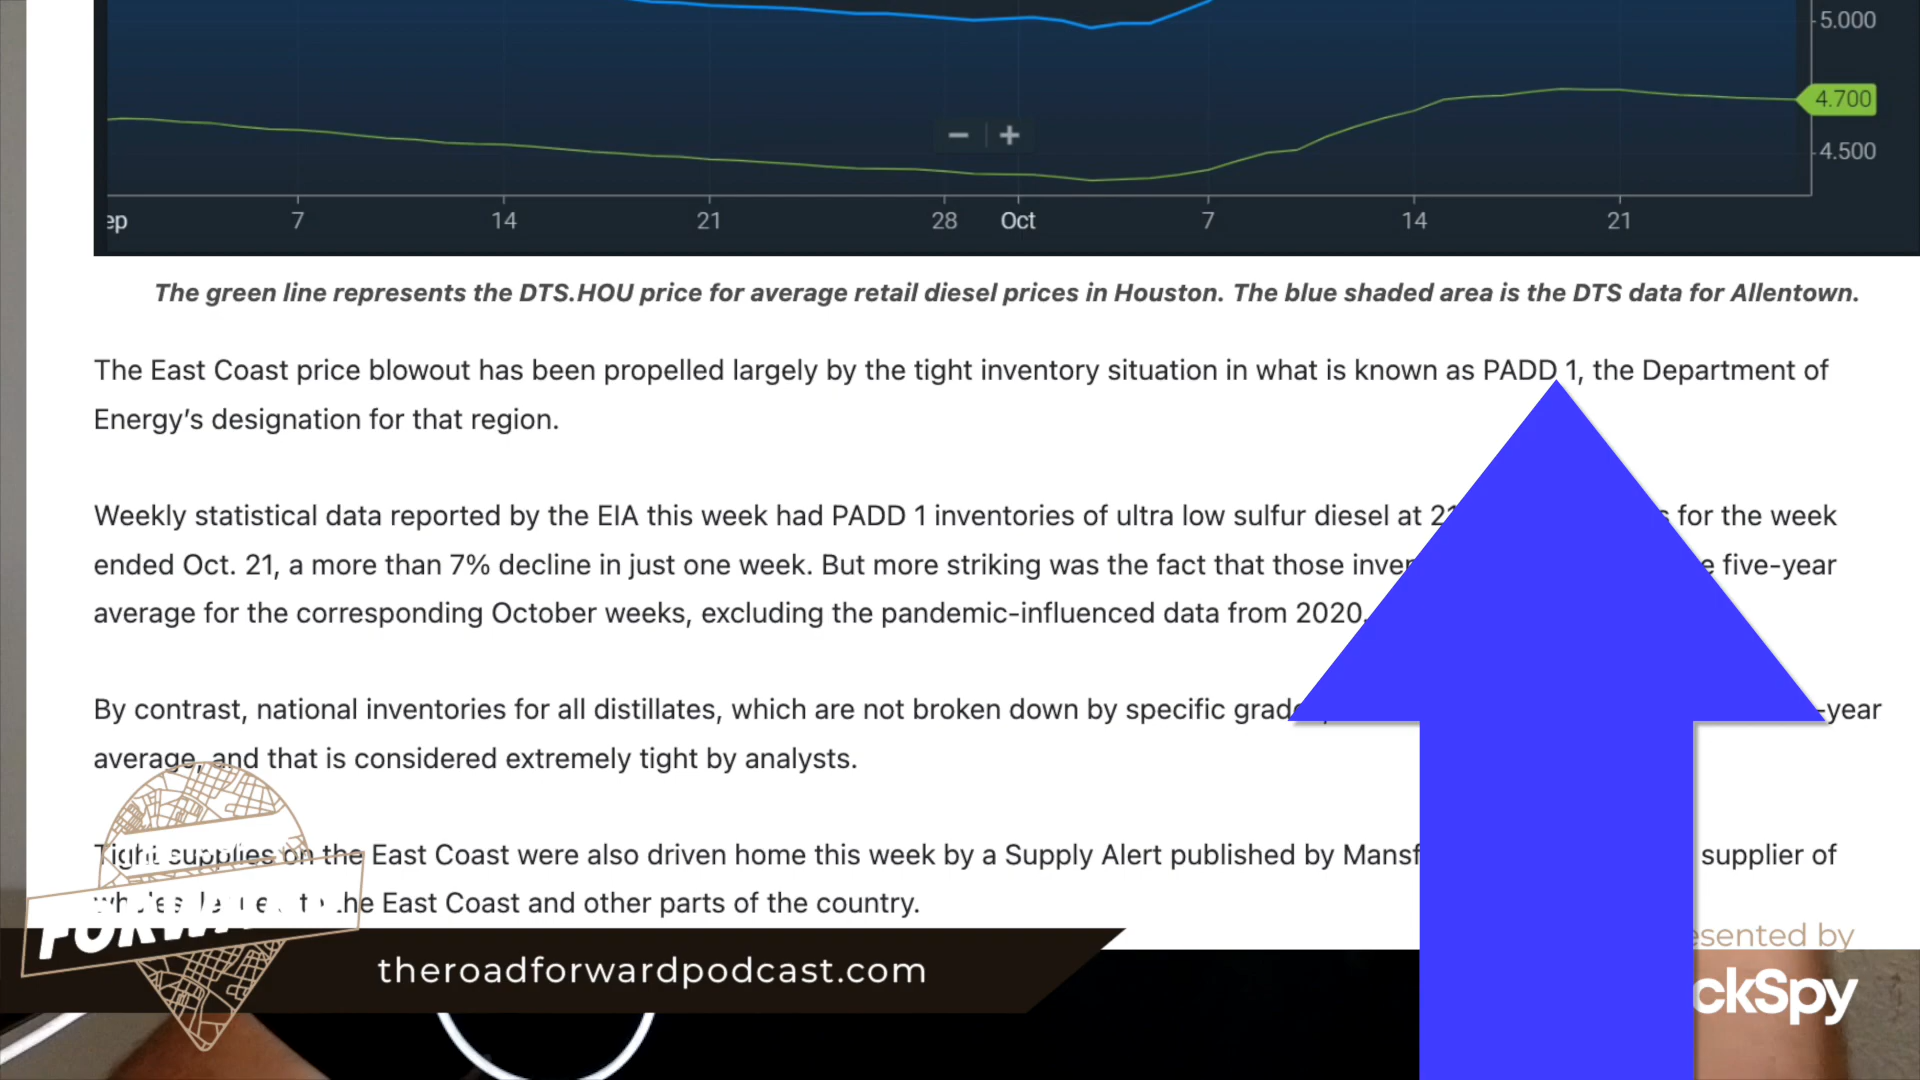 5.000
4.700
4.500
ep 7 14 21 28 Oct 7 14 21
The green line represents the DTS.HOU price for average retail diesel prices in Houston. The blue shaded area is the DTS data for Allentown.
The East Coast price blowout has been propelled largely by the tight inventory situation in what is known as PADD 1, the Department of
Energy’s designation for that region.
Weekly statistical data reported by the EIA this week had PADD 1 inventories of ultra low sulfur diesel at for the week
ended Oct. 21, a more than 7% decline in just one week. But more striking was the fact that those five-year
average for the corresponding October weeks, excluding the pandemic-influenced data from 2020.
By contrast, national inventories for all distillates, which are not broken down by specific -year
average, and that is considered extremely tight by analysts.
Tight supplies on the East Coast were also driven home this week by a Supply Alert published by supplier of
the East Coast and other parts of the country.
FORWARD
theroadforwardpodcast.com
esented by
ckSpy